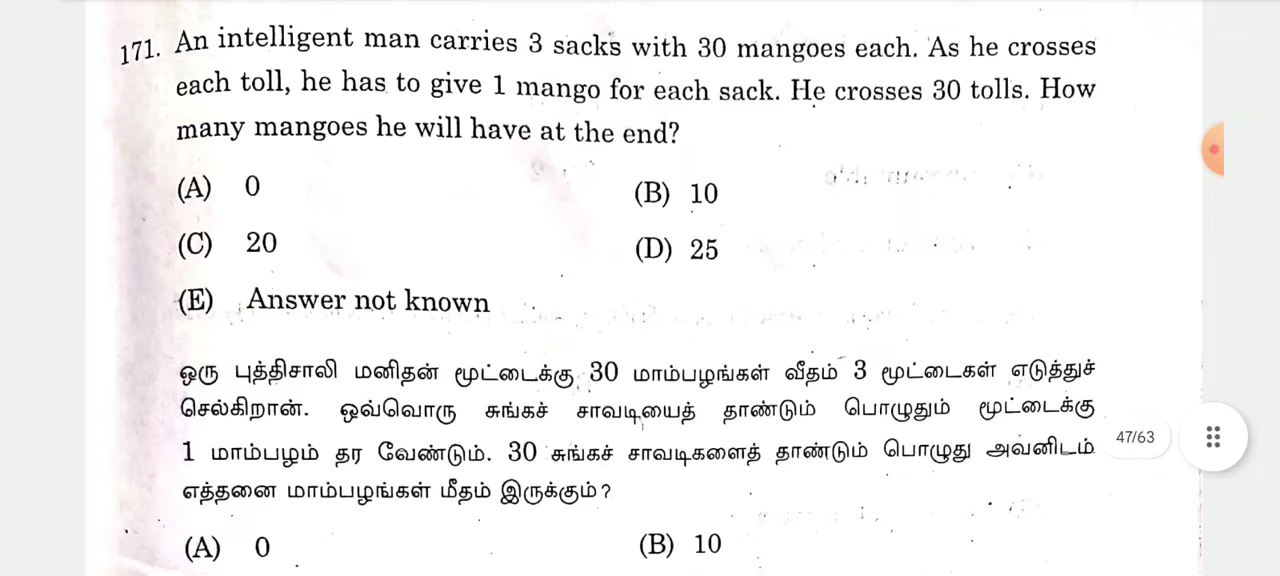 171. An intelligent man carries 3 sacks with 30 mangoes each. As he crosses
each toll, he has to give 1 mango for each sack. He crosses 30 tolls. How
many mangoes he will have at the end?
(A) 0
(B) 10
(C) 20
(D) 25
(E) Answer not known
ஒரு புத்திசாலி மனிதன் மூட்டைக்கு 30 மாம்பழங்கள் வீதம் 3 மூட்டைகள் எடுத்துச்
செல்கிறான். ஒவ்வொரு சுங்கச் சாவடியைத் தாண்டும் பொழுதும் மூட்டைக்கு
1 மாம்பழம் தர வேண்டும். 30 சுங்கச் சாவடிகளைத் தாண்டும் பொழுது அவனிடம்
எத்தனை மாம்பழங்கள் மீதம் இருக்கும்?
(A) 0
(B) 10
47/63